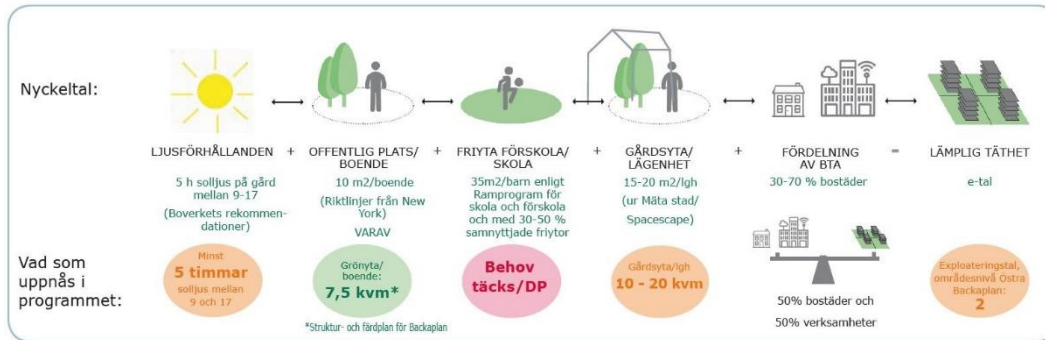 Nyckeltal:
LJUSFÖRHÅLLANDEN
+
OFFENTLIG PLATS/
BOENDE
+
FRIYTA FÖRSKOLA/
SKOLA
+
GÅRDSYTA/
LÄGENHET
+
FÖRDELNING
AV BTA
=
LÄMPLIG TÄTHET
5 h solljus på gård
mellan 9-17
(Boverkets rekommen-
dationer)
10 m2/boende
(Riktlinjer från New
York)
VARAV
35m2/barn enligt
Ramprogram för
skola och förskola
och med 30-50 %
samnyttjade friytor
15-20 m2/lgh
(ur Mäta stad/
Spacescape)
30-70 % bostäder
e-tal
Vad som
uppnås i
programmet:
Minst
5 timmar
solljus mellan
9 och 17
Grönyta/
boende:
7,5 kvm*
*Struktur- och färdplan för Backaplan
Behov
täcks/DP
Gårdsyta/lgh
10 - 20 kvm
50% bostäder och
50% verksamheter
Exploateringstal,
områdesnivå Östra
Backaplan:
2